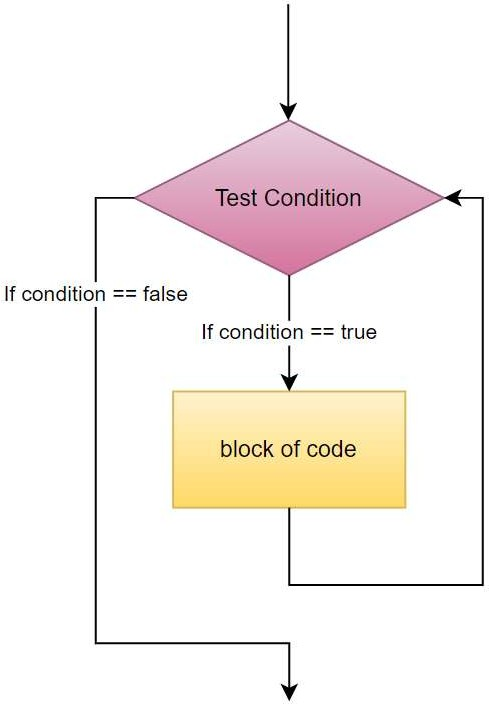 Test Condition
If condition == false
If condition == true
block of code